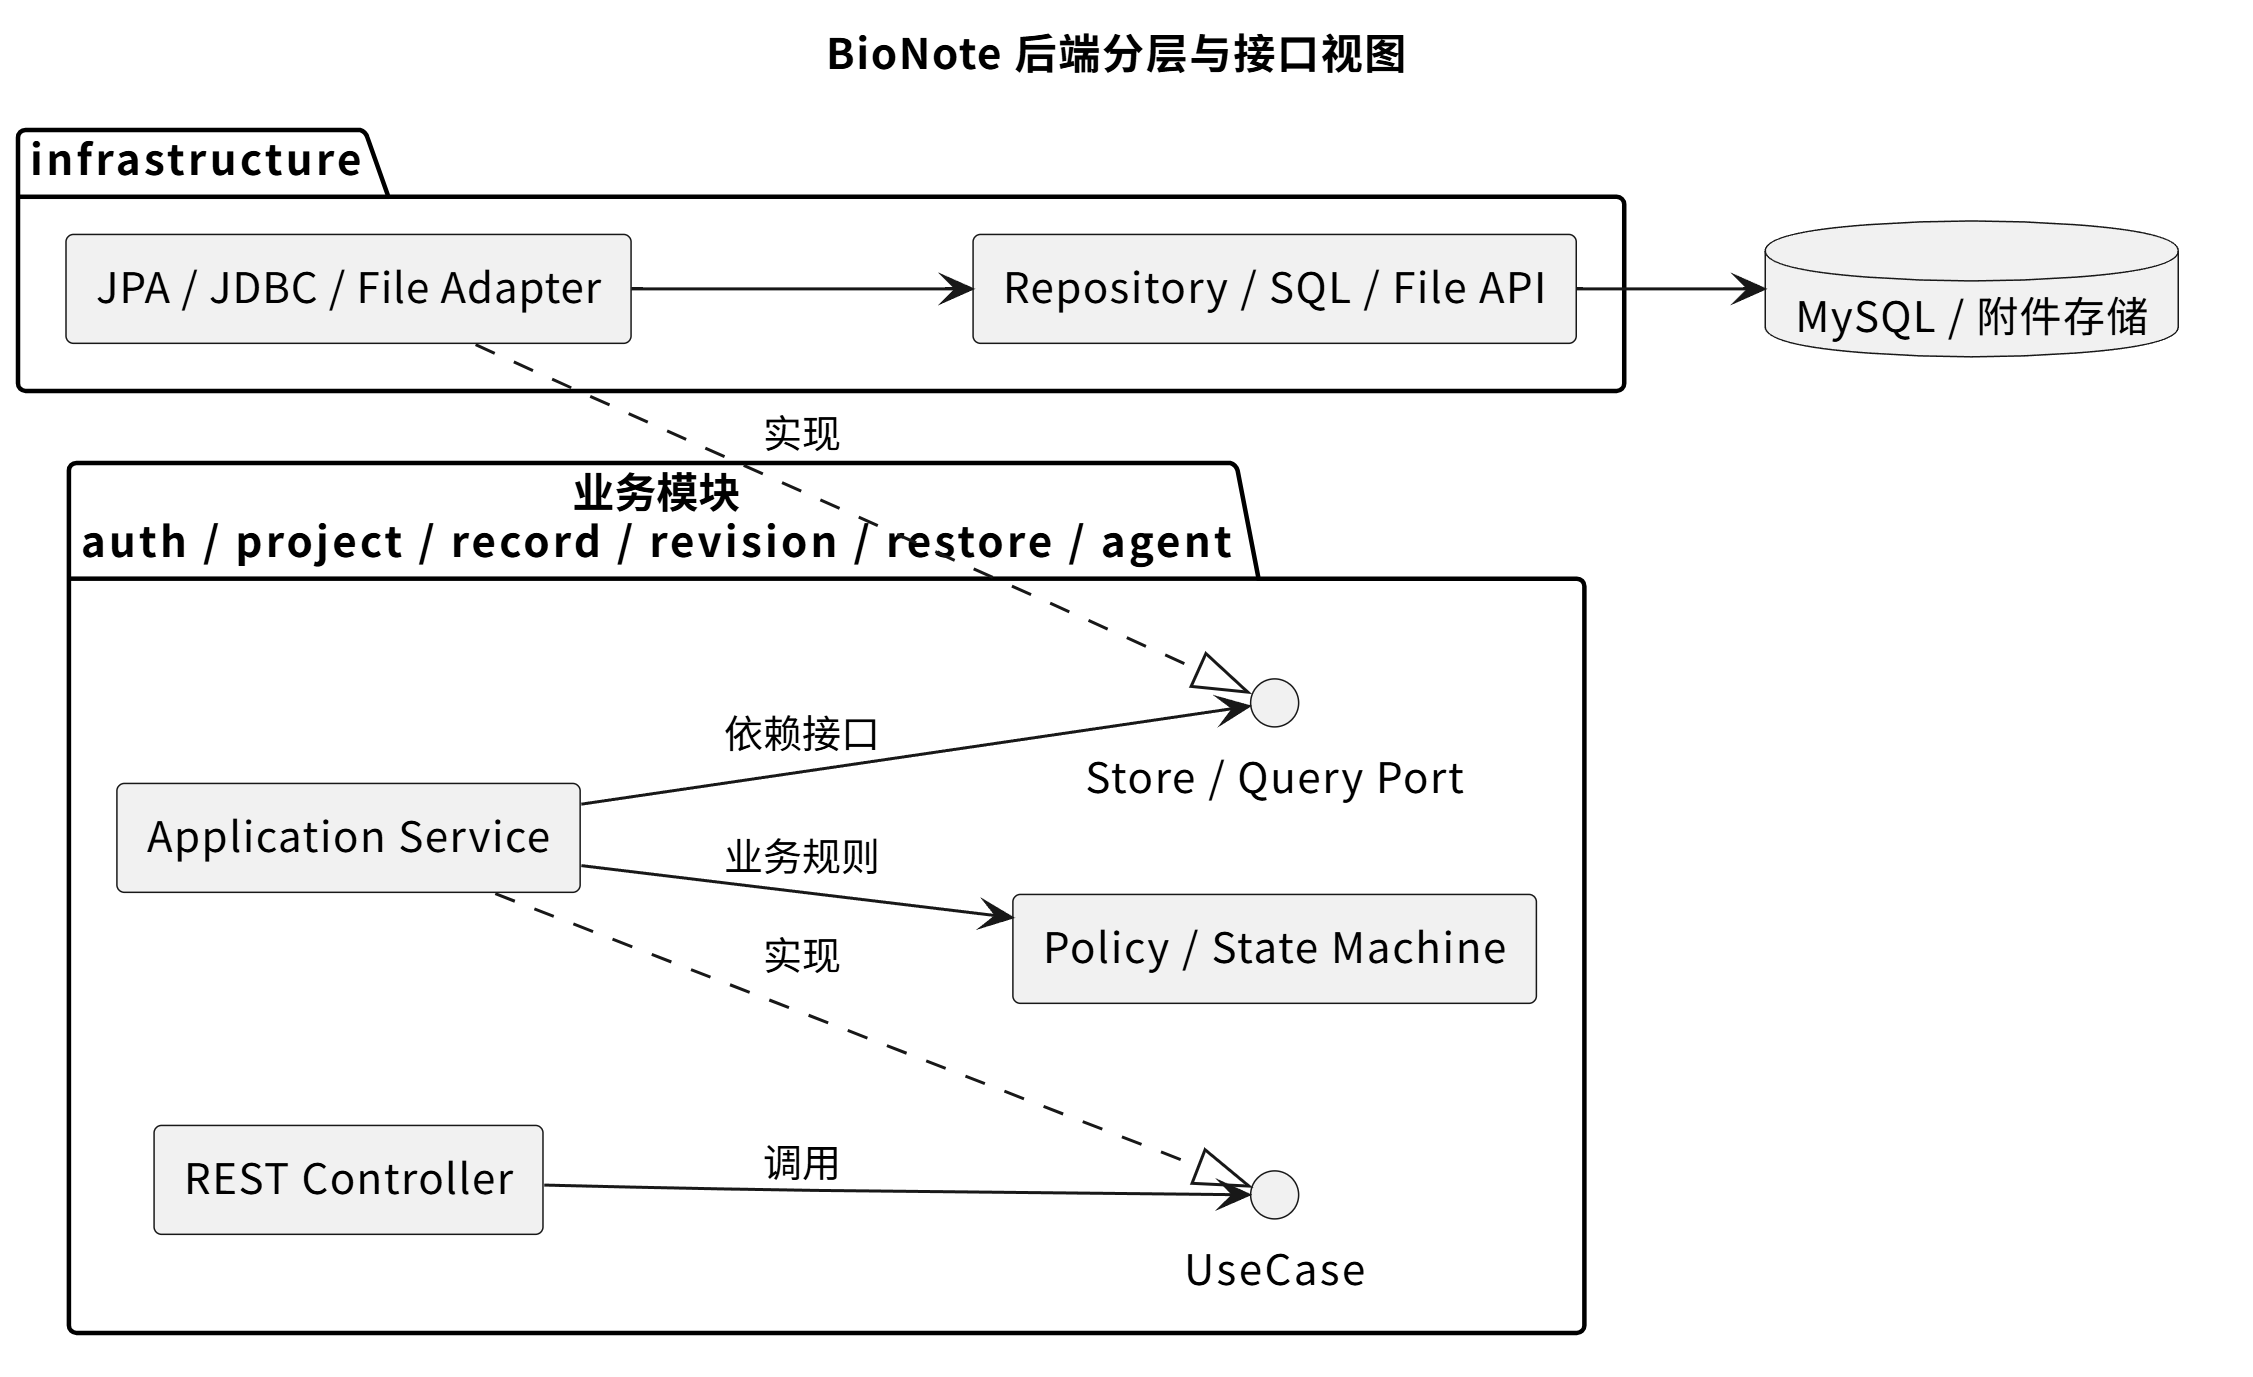 BioNote 后端分层与接口视图
infrastructure
JPA / JDBC / File Adapter
Repository / SQL / File API
MySQL / 附件存储
实现
业务模块
auth / project / record / revision / restore / agent
依赖接口
Store / Query Port
Application Service
业务规则
Policy / State Machine
实现
调用
REST Controller
UseCase